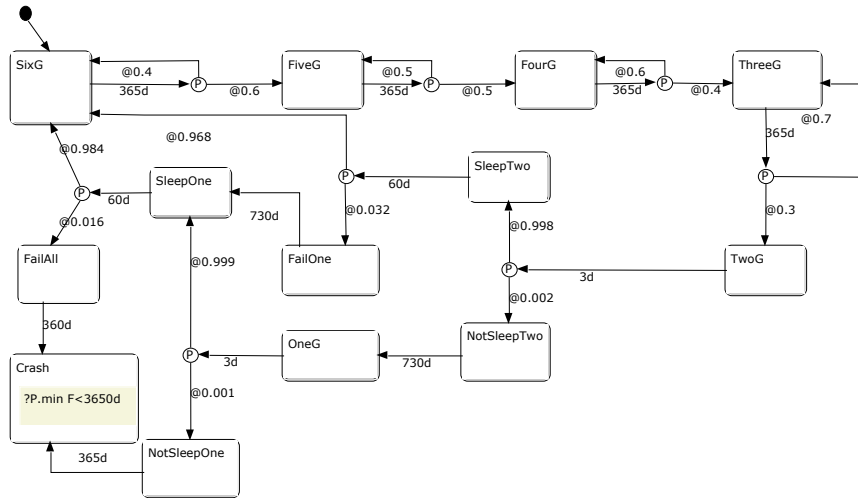 SixG
FiveG
FourG
ThreeG
@0.4
@0.5
@0.6
365d
P
@0.6
365d
P
@0.5
365d
P
@0.4
@0.7
365d
@0.968
@0.984
SleepTwo
SleepOne
P
60d
P
P
60d
730d
@0.032
@0.3
@0.016
@0.998
FailAll
FailOne
TwoG
@0.999
P
3d
@0.002
360d
OneG
NotSleepTwo
P
3d
730d
Crash
?P.min F<3650d
@0.001
365d
NotSleepOne